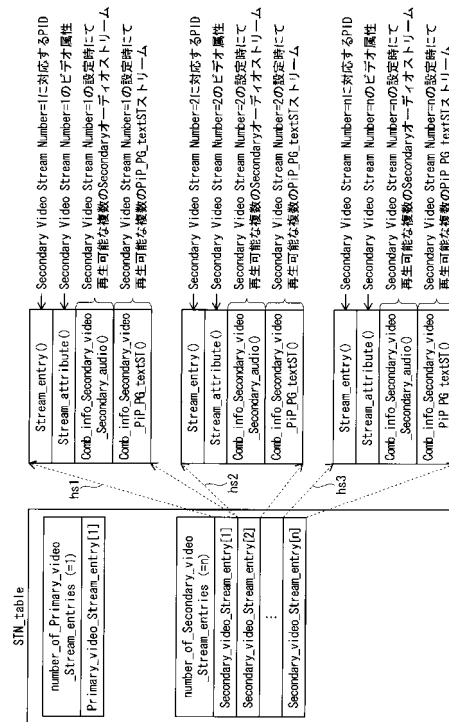 STN_table
number_of_Primary_video
_Stream_entries (=1)
Primary_video_Stream_entry[1]
number_of_Secondary_video
_Stream_entries (=n)
Secondary_video_Stream_entry[1]
Secondary_video_Stream_entry[2]
⋮
Secondary_video_Stream_entry[n]
hs1
hs2
hs3
Stream_entry()
Stream_attribute()
Comb_info_Secondary_video
_Secondary_audio()
Comb_info_Secondary_video
_PiP_PG_textST()
←Secondary Video Stream Number=1に対応するPID
←Secondary Video Stream Number=1のビデオ属性
Secondary Video Stream Number=1の設定時にて
再生可能な複数のSecondaryオーディオストリーム
Secondary Video Stream Number=1の設定時にて
再生可能な複数のPiP_PG_textSTストリーム
Stream_entry()
Stream_attribute()
Comb_info_Secondary_video
_Secondary_audio()
Comb_info_Secondary_video
_PiP_PG_textST()
←Secondary Video Stream Number=2に対応するPID
←Secondary Video Stream Number=2のビデオ属性
Secondary Video Stream Number=2の設定時にて
再生可能な複数のSecondaryオーディオストリーム
Secondary Video Stream Number=2の設定時にて
再生可能な複数のPiP_PG_textSTストリーム
Stream_entry()
Stream_attribute()
Comb_info_Secondary_video
_Secondary_audio()
Comb_info_Secondary_video
_PiP_PG_textST()
←Secondary Video Stream Number=nに対応するPID
←Secondary Video Stream Number=nのビデオ属性
Secondary Video Stream Number=nの設定時にて
再生可能な複数のSecondaryオーディオストリーム
Secondary Video Stream Number=nの設定時にて
再生可能な複数のPiP_PG_textSTストリーム